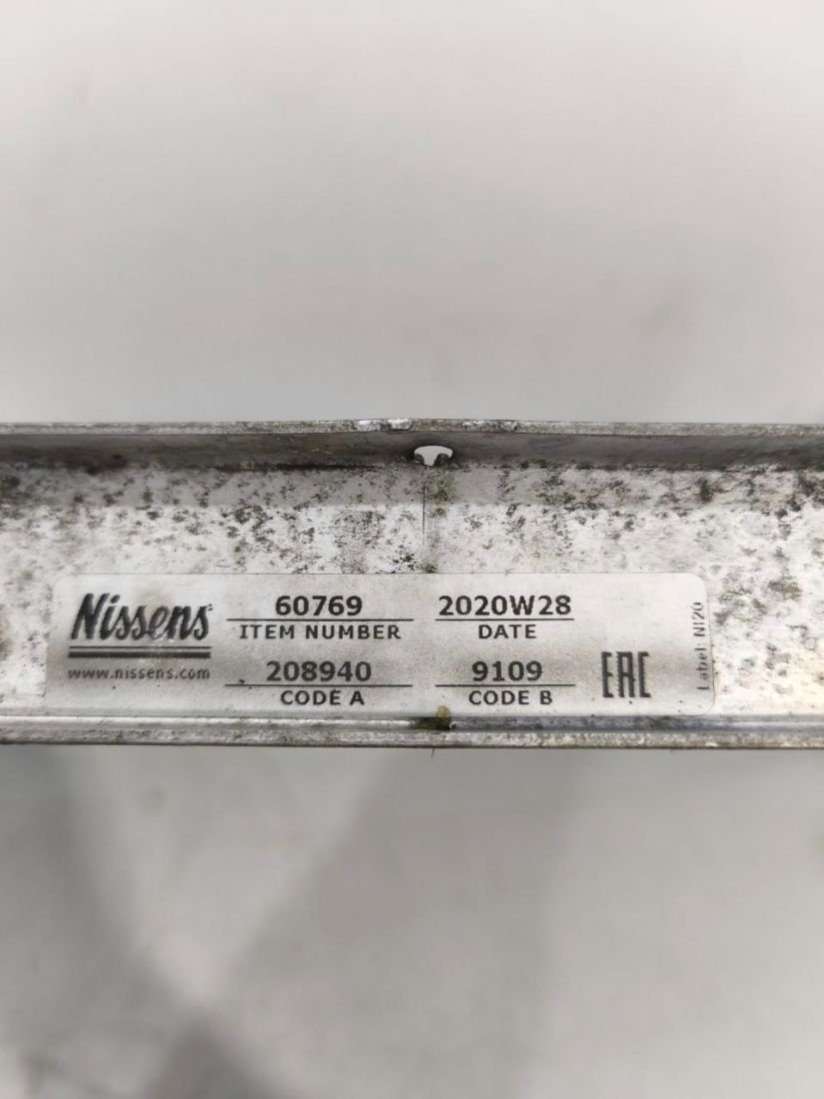 Nissens
www.nissens.com
60769
ITEM NUMBER
2020W28
DATE
208940
CODE A
9109
CODE B
EAC
Label: NI20